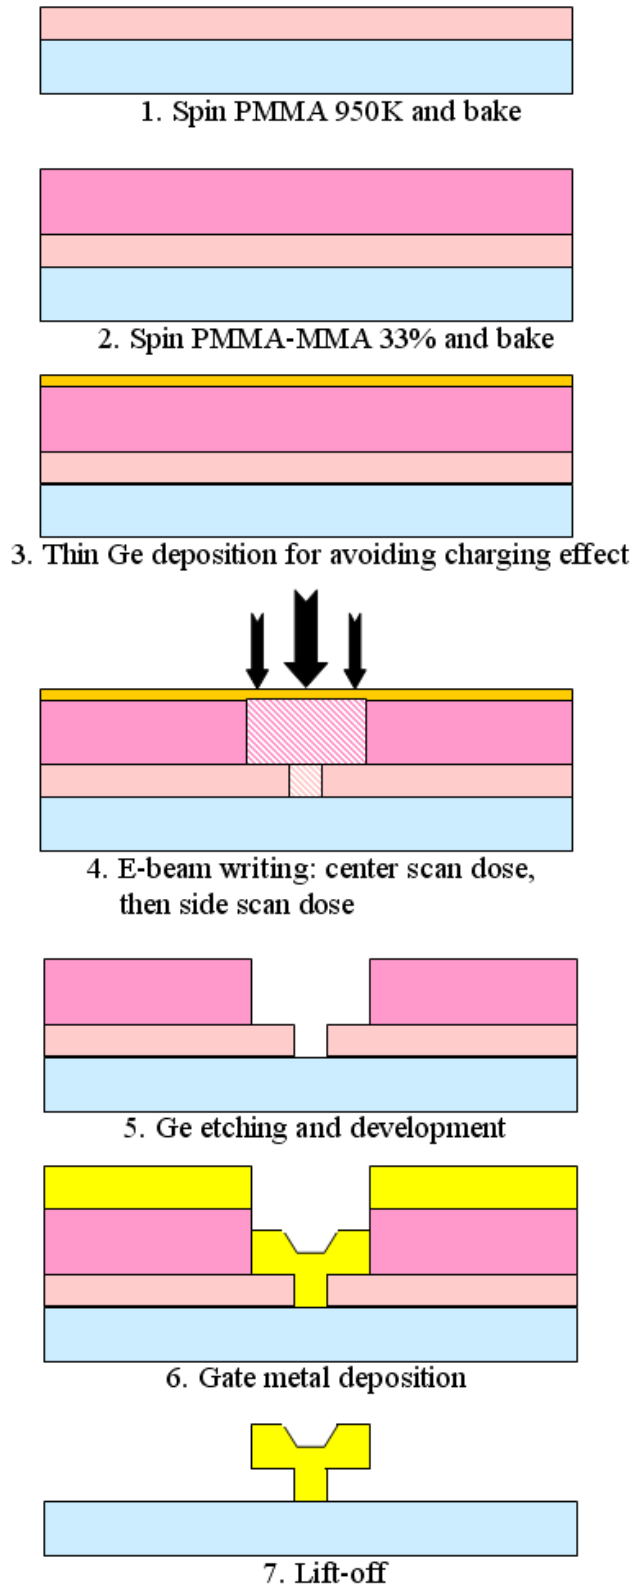 1. Spin PMMA 950K and bake
2. Spin PMMA-MMA 33% and bake
3. Thin Ge deposition for avoiding charging effect
4. E-beam writing: center scan dose,
then side scan dose
5. Ge etching and development
6. Gate metal deposition
7. Lift-off